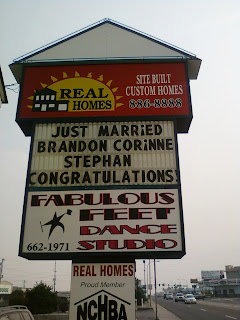 REAL
HOMES
SITE BUILT
CUSTOM HOMES
886-8888
JUST MARRiED
BRANDON CORiNNE
STEPHAN
CONGRATULATIONS!
FABULOUS
FEET
DANCE
STUDIO
662-1971
REAL HOMES
Proud Member
NCHBA